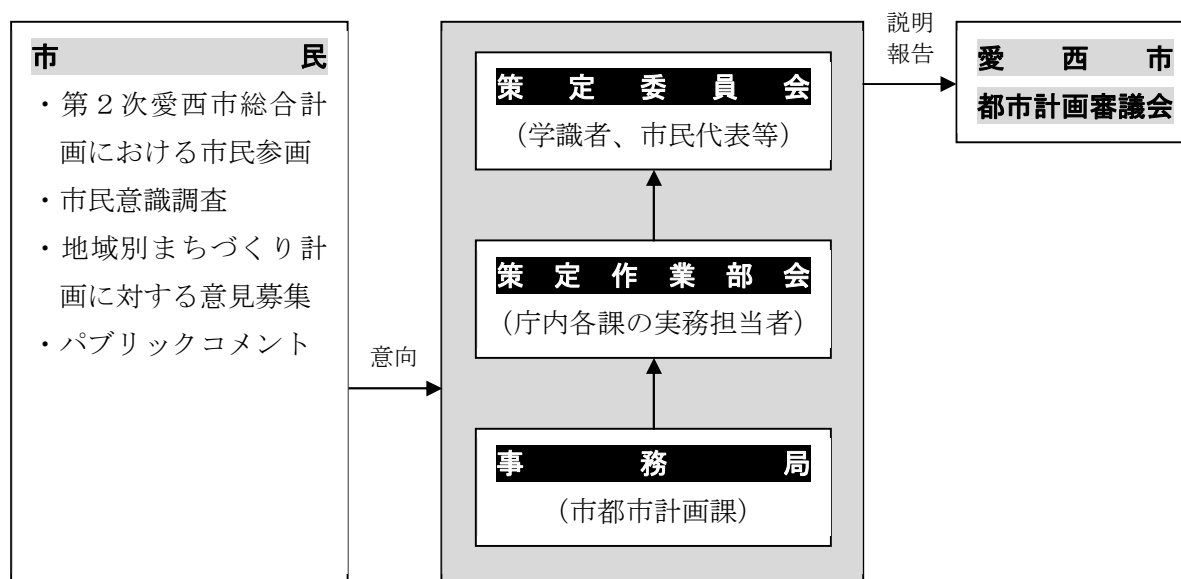 市民
・第２次愛西市総合計
画における市民参画
・市民意識調査
・地域別まちづくり計
画に対する意見募集
・パブリックコメント
意向
策定委員会
（学識者、市民代表等）
策定作業部会
（庁内各課の実務担当者）
事務局
（市都市計画課）
説明
報告
愛西市
都市計画審議会